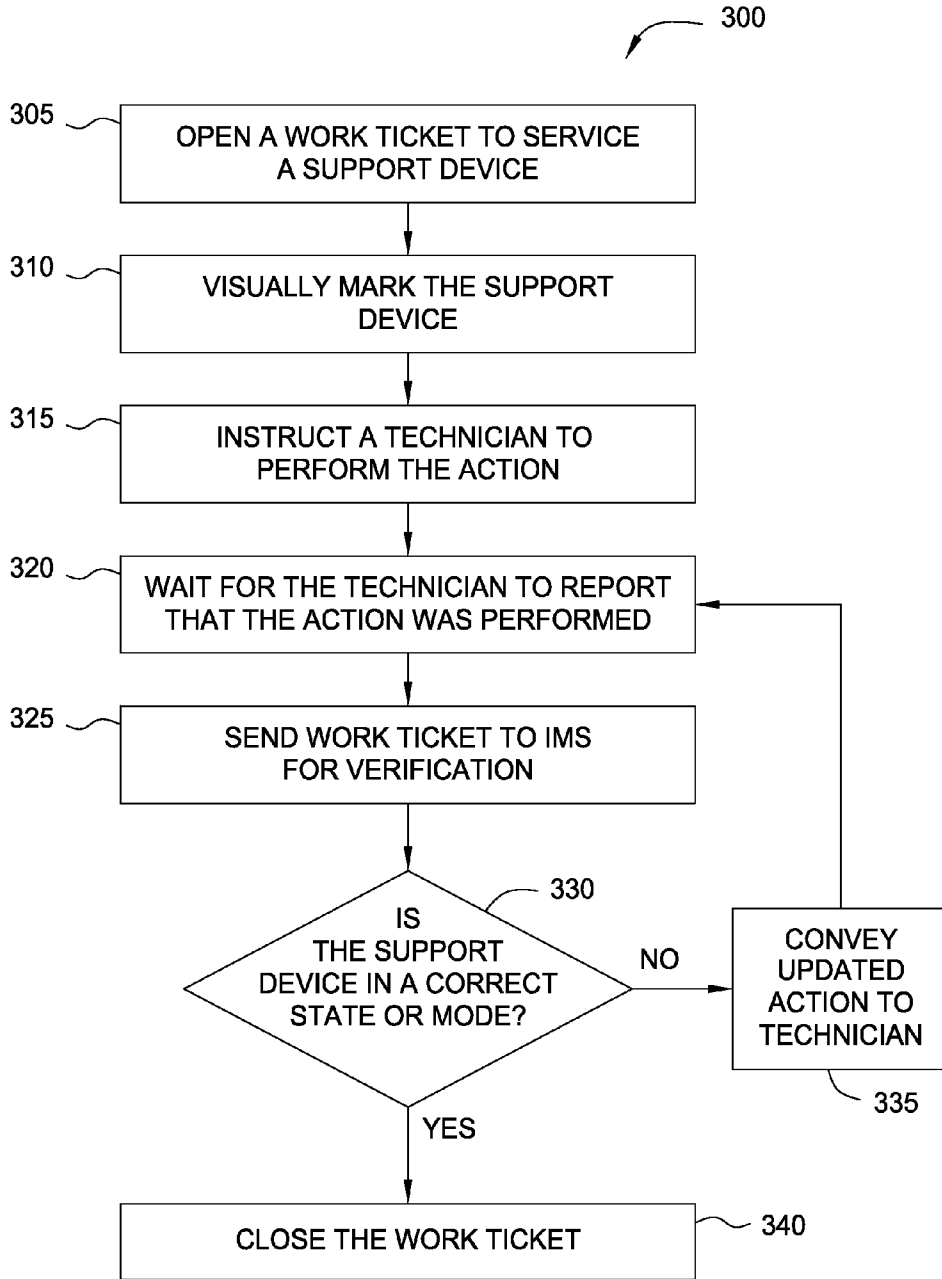 300
305
OPEN A WORK TICKET TO SERVICE
A SUPPORT DEVICE
310
VISUALLY MARK THE SUPPORT
DEVICE
315
INSTRUCT A TECHNICIAN TO
PERFORM THE ACTION
320
WAIT FOR THE TECHNICIAN TO REPORT
THAT THE ACTION WAS PERFORMED
325
SEND WORK TICKET TO IMS
FOR VERIFICATION
330
IS
THE SUPPORT
DEVICE IN A CORRECT
STATE OR MODE?
NO
CONVEY
UPDATED
ACTION TO
TECHNICIAN
335
YES
CLOSE THE WORK TICKET
340